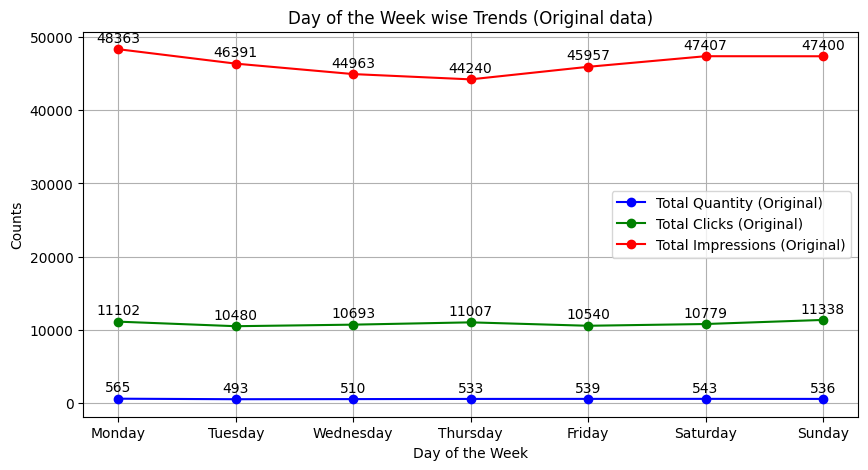 Day of the Week wise Trends (Original data)
Counts
50000
40000
30000
20000
10000
0
48363
46391
44963
44240
45957
47407
47400
Total Quantity (Original)
Total Clicks (Original)
Total Impressions (Original)
11102
10480
10693
11007
10540
10779
11338
565
493
510
533
539
543
536
Monday
Tuesday
Wednesday
Thursday
Friday
Saturday
Sunday
Day of the Week